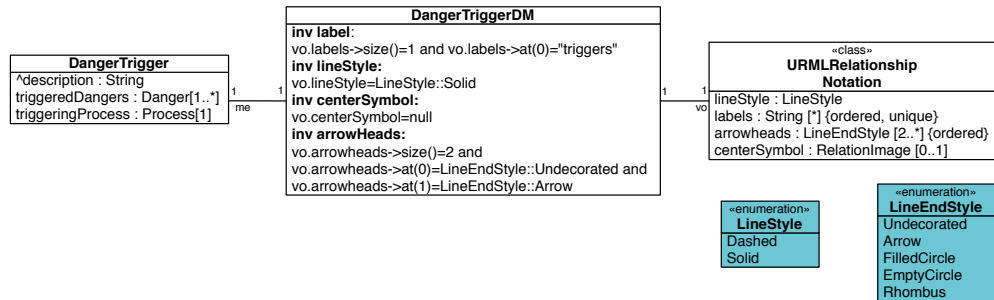 DangerTrigger
^description : String
triggeredDangers : Danger[1..*]
triggeringProcess : Process[1]
1
me
1
DangerTriggerDM
inv label:
vo.labels->size()=1 and vo.labels->at(0)="triggers"
inv lineStyle:
vo.lineStyle=LineStyle::Solid
inv centerSymbol:
vo.centerSymbol=null
inv arrowHeads:
vo.arrowheads->size()=2 and
vo.arrowheads->at(0)=LineEndStyle::Undecorated and
vo.arrowheads->at(1)=LineEndStyle::Arrow
1
1
vo
«class»
URMLRelationship
Notation
lineStyle : LineStyle
labels : String [*] {ordered, unique}
arrowheads : LineEndStyle [2..*] {ordered}
centerSymbol : RelationImage [0..1]
«enumeration»
LineStyle
Dashed
Solid
«enumeration»
LineEndStyle
Undecorated
Arrow
FilledCircle
EmptyCircle
Rhombus